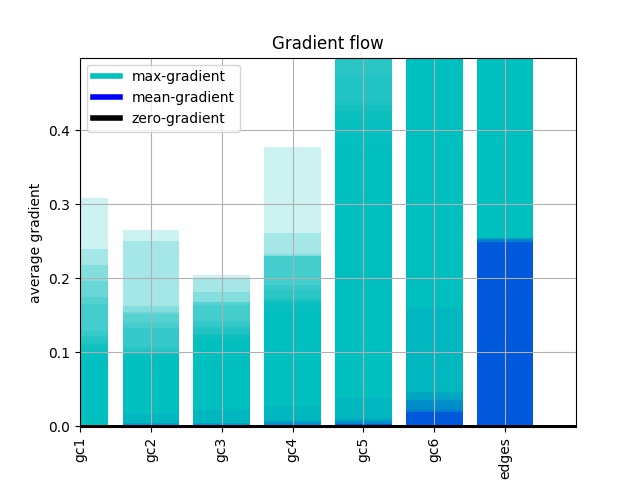 Gradient flow
max-gradient
mean-gradient
zero-gradient
average gradient
0.4
0.3
0.2
0.1
0.0
gc1
gc2
gc3
gc4
gc5
gc6
edges